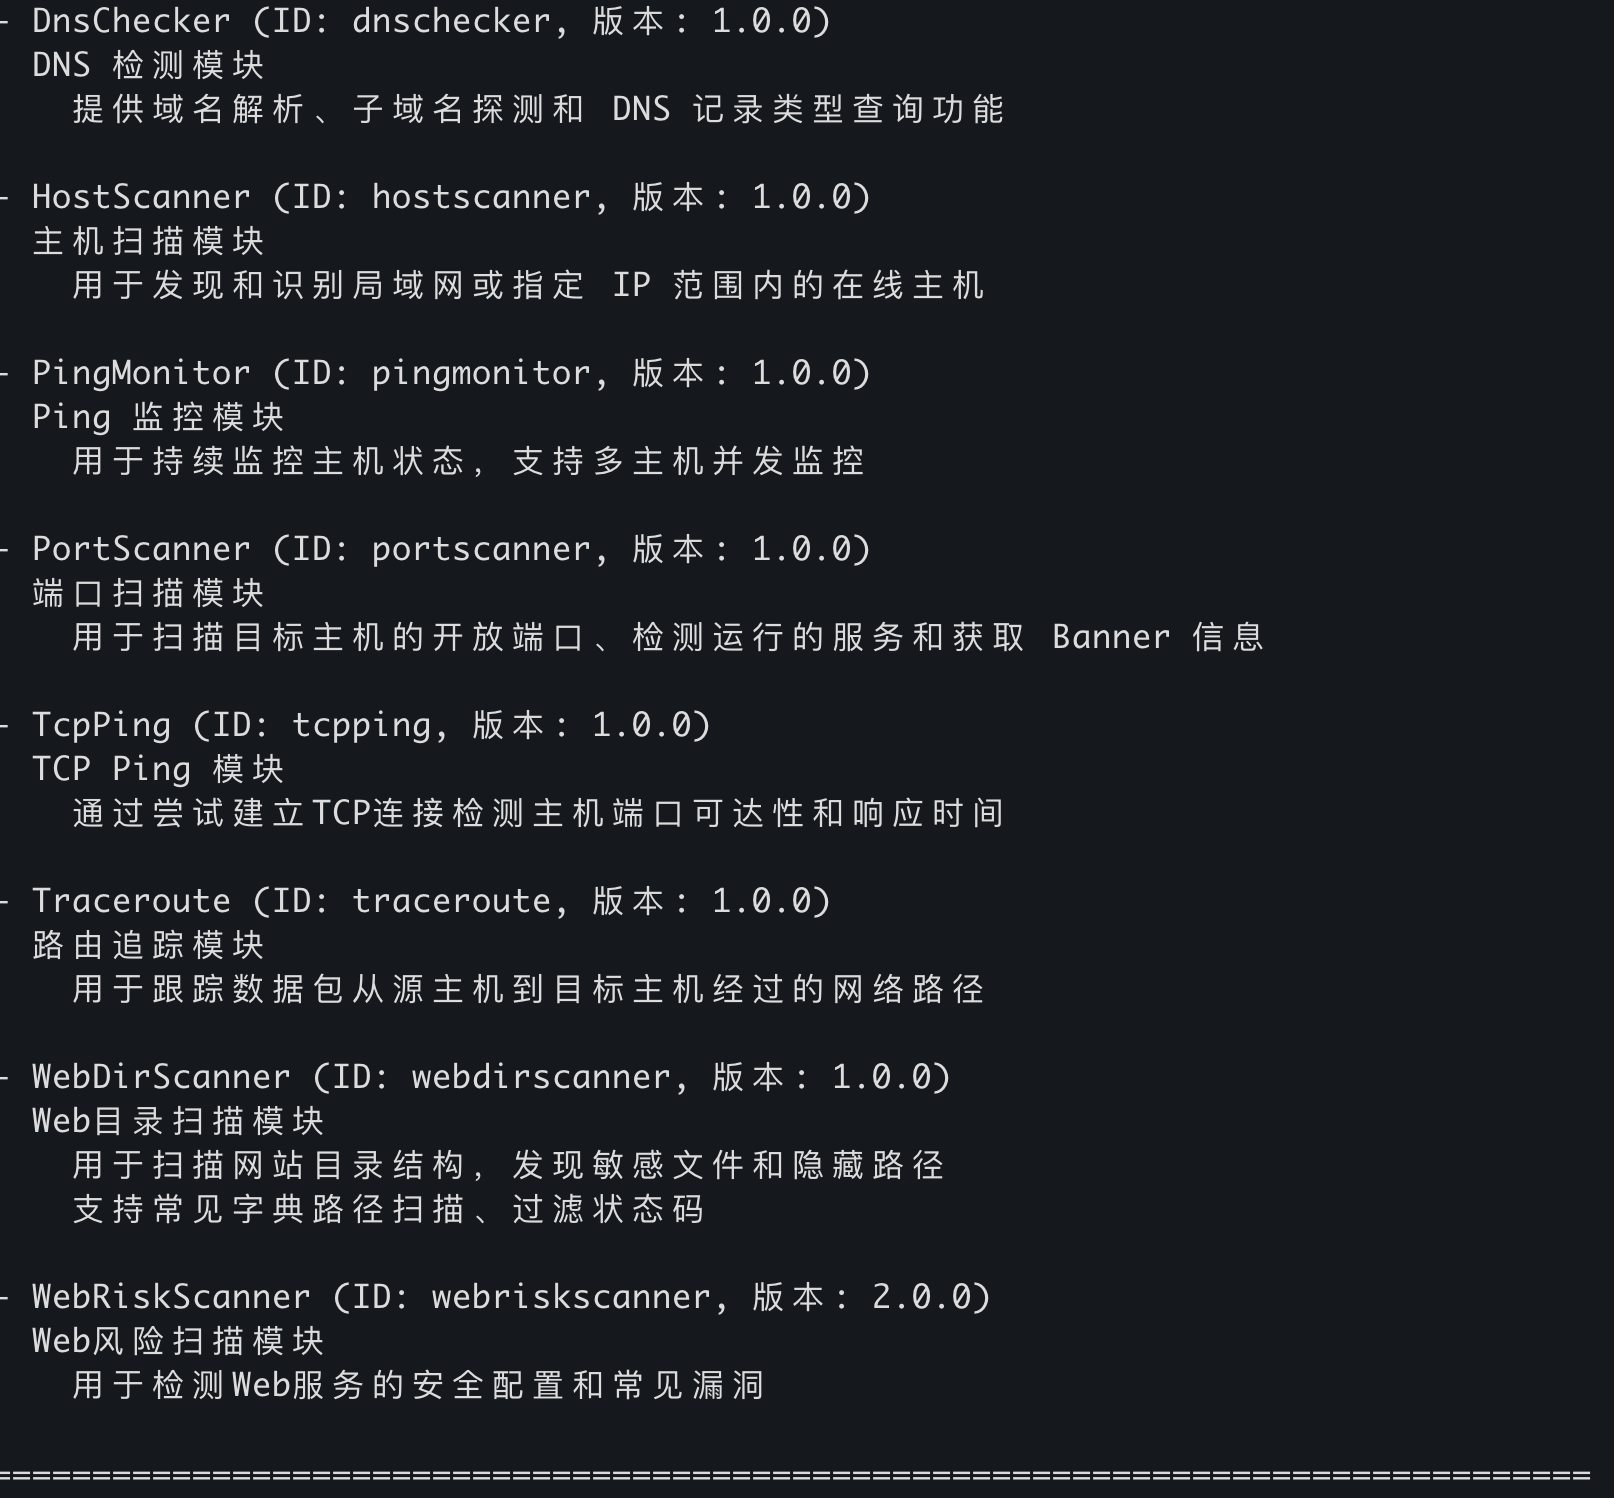 - DnsChecker (ID: dnschecker, 版本: 1.0.0)
DNS 检测模块
提供域名解析、子域名探测和 DNS 记录类型查询功能
- HostScanner (ID: hostscanner, 版本: 1.0.0)
主机扫描模块
用于发现和识别局域网或指定 IP 范围内的在线主机
- PingMonitor (ID: pingmonitor, 版本: 1.0.0)
Ping 监控模块
用于持续监控主机状态, 支持多主机并发监控
- PortScanner (ID: portscanner, 版本: 1.0.0)
端口扫描模块
用于扫描目标主机的开放端口、检测运行的服务和获取 Banner 信息
- TcpPing (ID: tcpping, 版本: 1.0.0)
TCP Ping 模块
通过尝试建立TCP连接检测主机端口可达性和响应时间
- Traceroute (ID: traceroute, 版本: 1.0.0)
路由追踪模块
用于跟踪数据包从源主机到目标主机经过的网络路径
- WebDirScanner (ID: webdirscanner, 版本: 1.0.0)
Web目录扫描模块
用于扫描网站目录结构, 发现敏感文件和隐藏路径
支持常见字典路径扫描、过滤状态码
- WebRiskScanner (ID: webriskscanner, 版本: 2.0.0)
Web风险扫描模块
用于检测Web服务的安全配置和常见漏洞
================================================================================